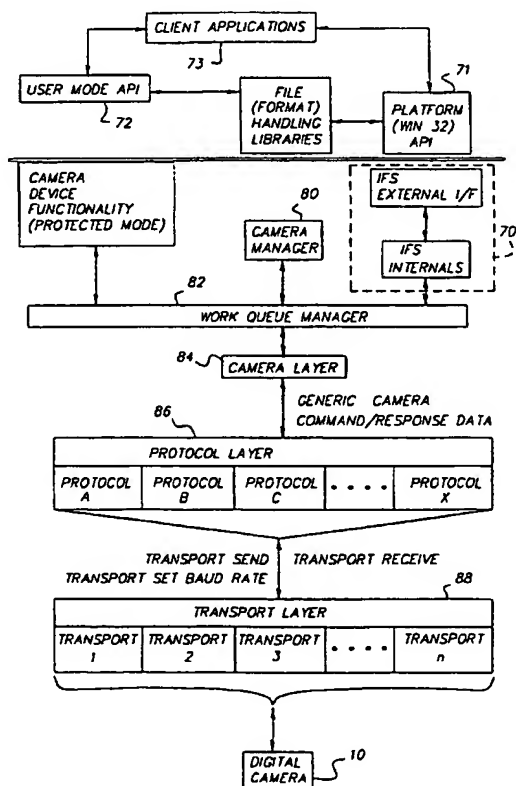 CLIENT APPLICATIONS
73
USER MODE API
72
FILE
(FORMAT)
HANDLING
LIBRARIES
71
PLATFORM
(WIN 32)
API
CAMERA
DEVICE
FUNCTIONALITY
(PROTECTED MODE)
80
CAMERA
MANAGER
IFS
EXTERNAL I/F
IFS
INTERNALS
70
82
WORK QUEUE MANAGER
84
CAMERA LAYER
GENERIC CAMERA
COMMAND/RESPONSE DATA
86
PROTOCOL LAYER
PROTOCOL
A
PROTOCOL
B
PROTOCOL
C
• • • •
PROTOCOL
X
TRANSPORT SEND
TRANSPORT SET BAUD RATE
TRANSPORT RECEIVE
88
TRANSPORT LAYER
TRANSPORT
1
TRANSPORT
2
TRANSPORT
3
• • • •
TRANSPORT
n
DIGITAL
CAMERA
10